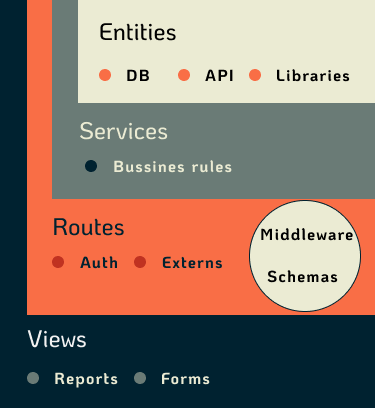 Entities
DB API Libraries
Services
Bussines rules
Routes
Auth Externs
Middleware
Schemas
Views
Reports Forms